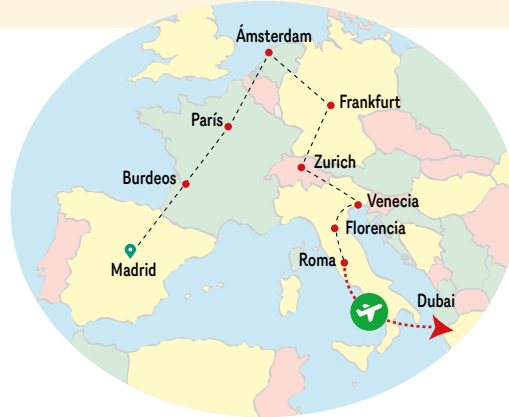 Ámsterdam
Frankfurt
París
Zurich
Burdeos
Venecia
Florencia
Roma
Madrid
Dubai